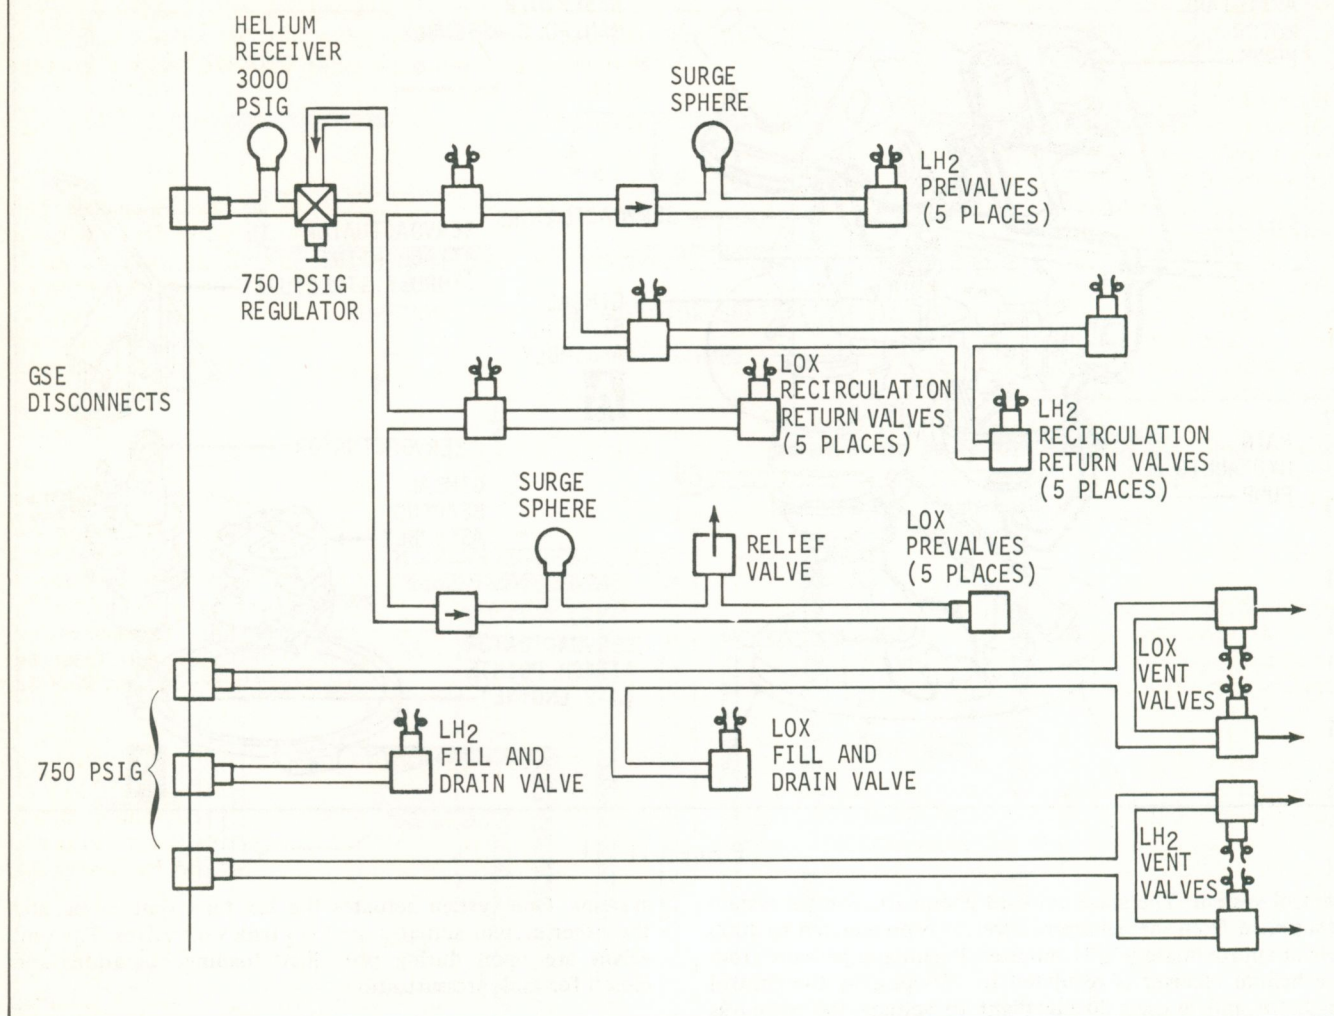 HELIUM
RECEIVER
3000
PSIG
SURGE
SPHERE
LH2
PREVALVES
(5 PLACES)
750 PSIG
REGULATOR
GSE
DISCONNECTS
LOX
RECIRCULATION
RETURN VALVES
(5 PLACES)
LH2
RECIRCULATION
RETURN VALVES
(5 PLACES)
SURGE
SPHERE
RELIEF
VALVE
LOX
PREVALVES
(5 PLACES)
LOX
VENT
VALVES
750 PSIG
LH2
FILL AND
DRAIN VALVE
LOX
FILL AND
DRAIN VALVE
LH2
VENT
VALVES